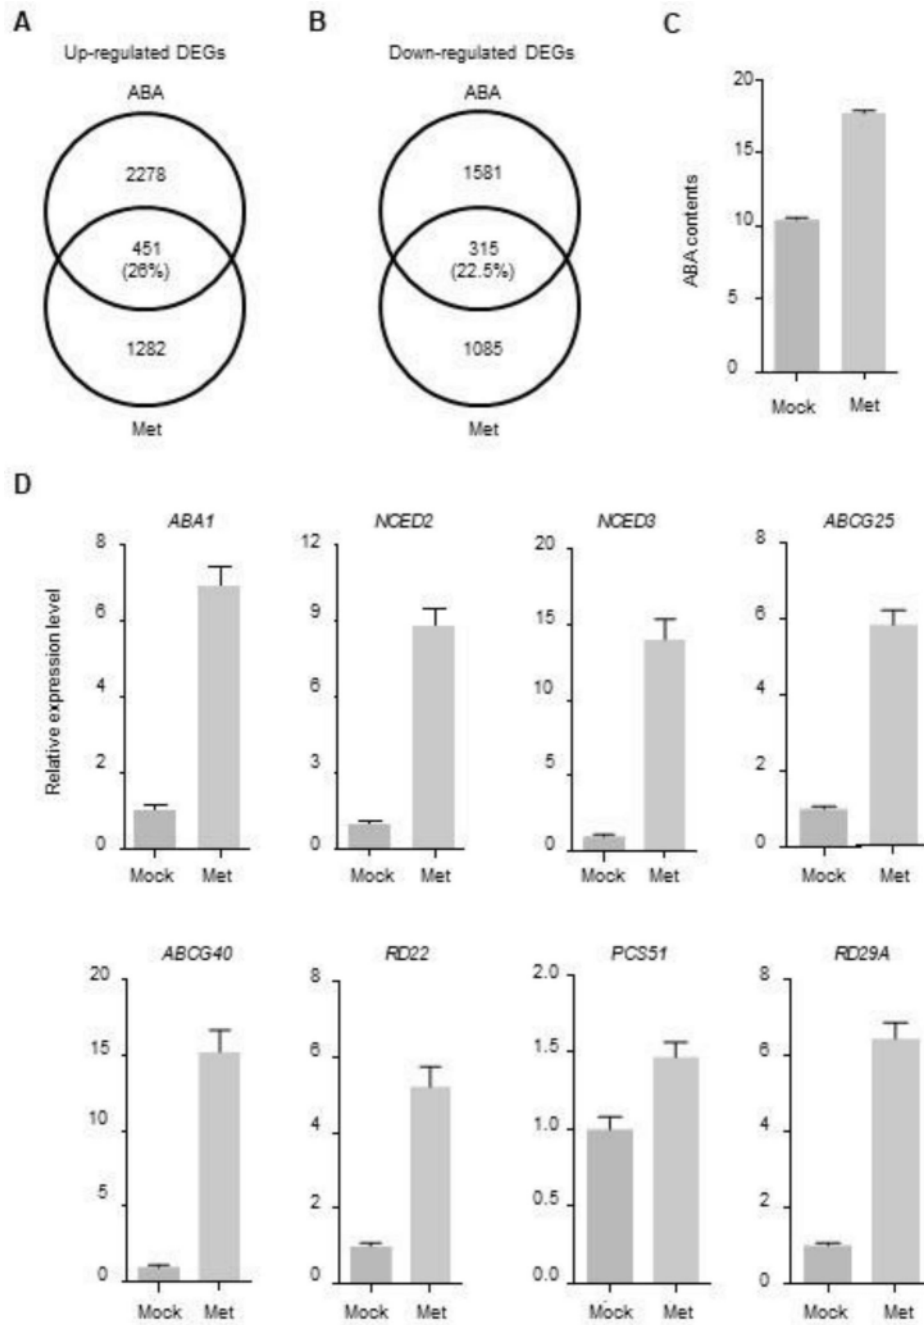 A
B
C
Up-regulated DEGs
Down-regulated DEGs
ABA
ABA
2278
1581
451
(26%)
315
(22.5%)
1282
1085
Met
Met
ABA contents
20
15
10
5
0
Mock Met
D
Relative expression level
ABA1
8
6
4
2
0
Mock Met
NCED2
12
9
6
3
0
Mock Met
NCED3
20
15
10
5
0
Mock Met
ABCG25
8
6
4
2
0
Mock Met
ABCG40
20
15
10
5
0
Mock Met
RD22
8
6
4
2
0
Mock Met
PCS51
2.0
1.5
1.0
0.5
0.0
Mock Met
RD29A
8
6
4
2
0
Mock Met